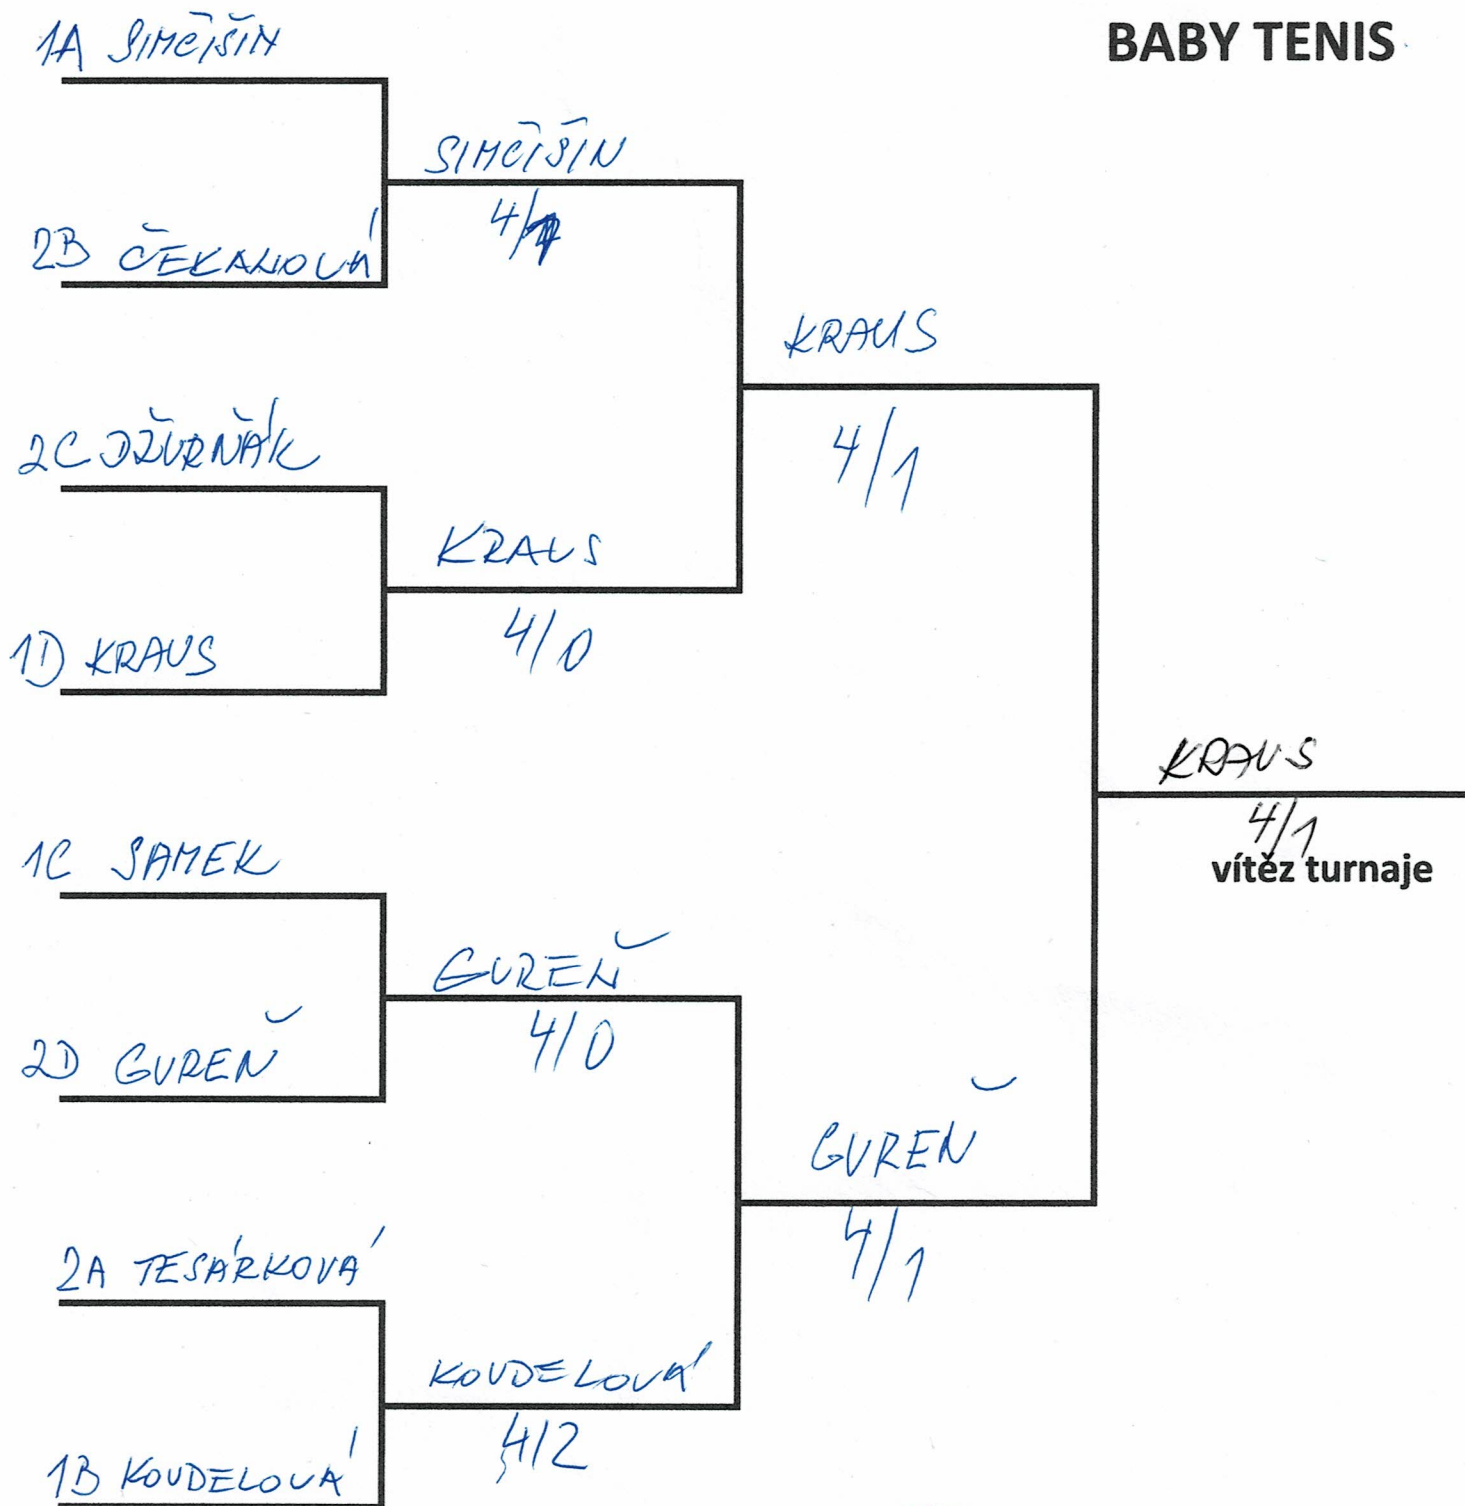 BABY TENIS
1A SIMČIŠIN
SIMČIŠIN
4/1
2B ČEKANOVÁ
KRAUS
4/1
2C DŽURŇÁK
KRAUS
4/0
1D KRAUS
KRAUS
4/1
vítěz turnaje
1C SAMEK
GUREŇ
4/0
2D GUREŇ
GUREŇ
4/1
2A TESÁRKOVÁ
KOUDELOVÁ
4/2
1B KOUDELOVÁ